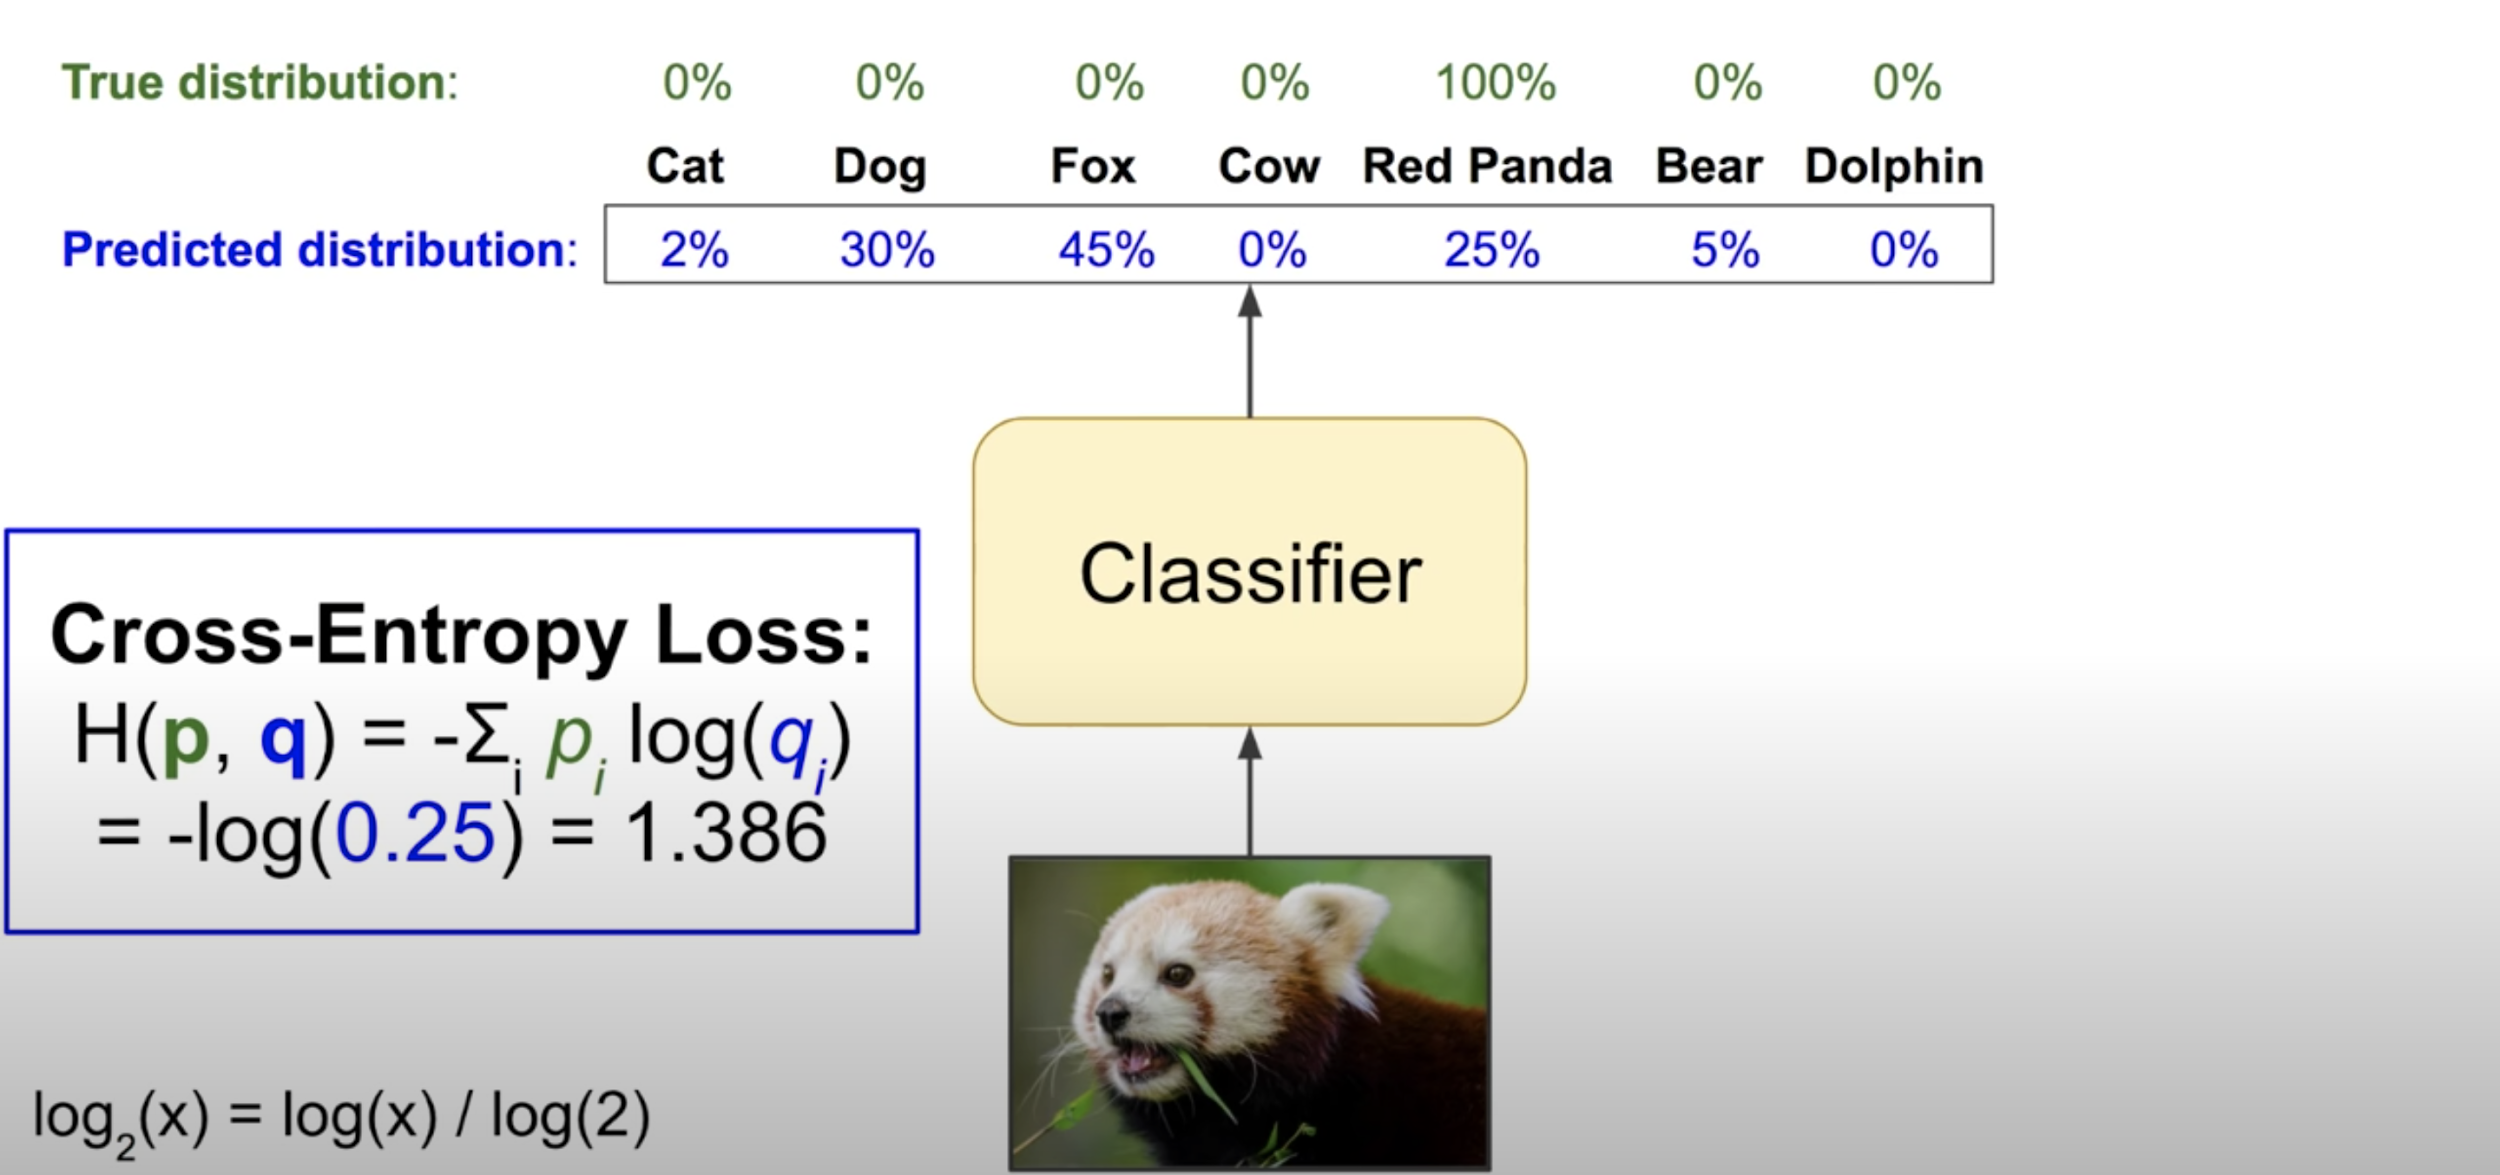 True distribution: 0% 0% 0% 0% 100% 0% 0%
Cat Dog Fox Cow Red Panda Bear Dolphin
Predicted distribution: 2% 30% 45% 0% 25% 5% 0%
Classifier
Cross-Entropy Loss:
H(p, q) = -Σᵢ pᵢ log(qᵢ)
= -log(0.25) = 1.386
log₂(x) = log(x) / log(2)